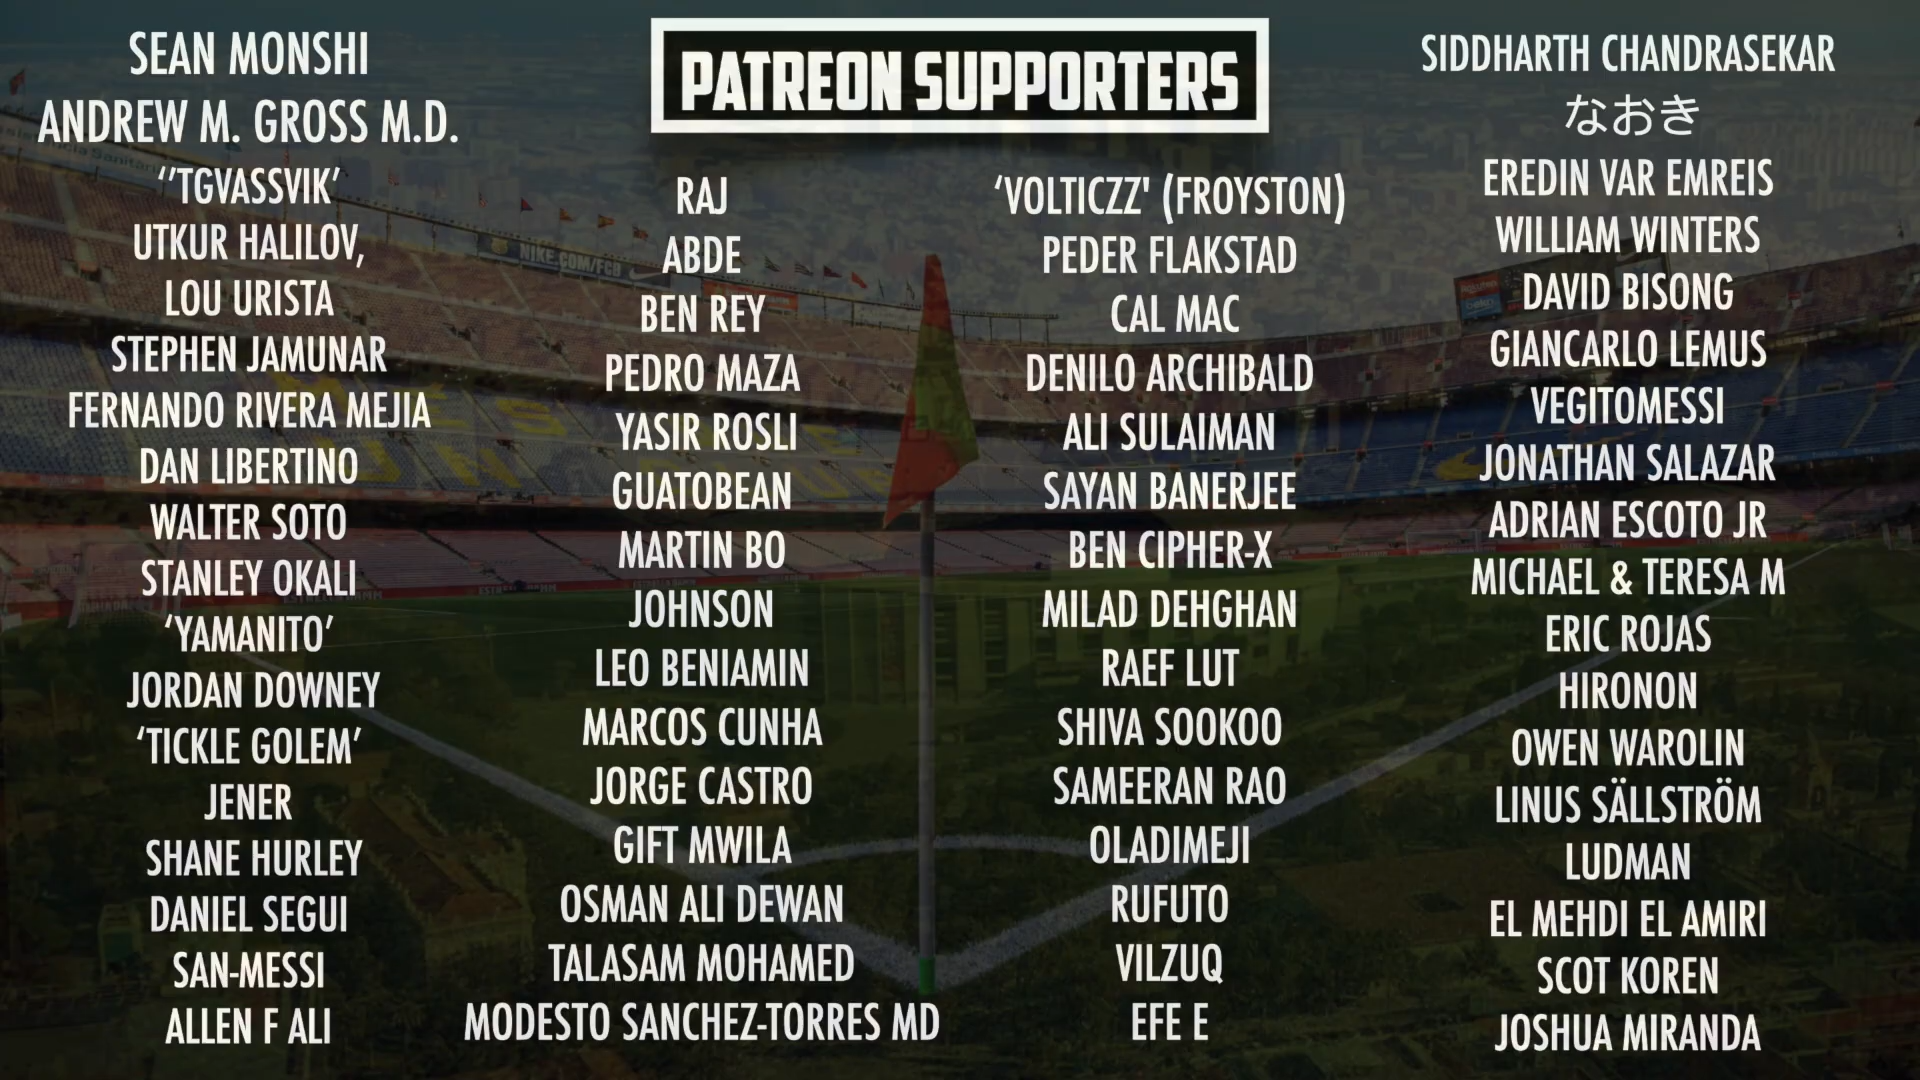 SEAN MONSHI
ANDREW M. GROSS M.D.
‘’TGVASSVIK’
UTKUR HALILOV,
LOU URISTA
STEPHEN JAMUNAR
FERNANDO RIVERA MEJIA
DAN LIBERTINO
WALTER SOTO
STANLEY OKALI
‘YAMANITO’
JORDAN DOWNEY
‘TICKLE GOLEM’
JENER
SHANE HURLEY
DANIEL SEGUI
SAN-MESSI
ALLEN F ALI
PATREON SUPPORTERS
RAJ
ABDE
BEN REY
PEDRO MAZA
YASIR ROSLI
GUATOBEAN
MARTIN BO
JOHNSON
LEO BENIAMIN
MARCOS CUNHA
JORGE CASTRO
GIFT MWILA
OSMAN ALI DEWAN
TALASAM MOHAMED
MODESTO SANCHEZ-TORRES MD
‘VOLTICZZ' (FROYSTON)
PEDER FLAKSTAD
CAL MAC
DENILO ARCHIBALD
ALI SULAIMAN
SAYAN BANERJEE
BEN CIPHER-X
MILAD DEHGHAN
RAEF LUT
SHIVA SOOKOO
SAMEERAN RAO
OLADIMEJI
RUFUTO
VILZUQ
EFE E
SIDDHARTH CHANDRASEKAR
なおき
EREDIN VAR EMREIS
WILLIAM WINTERS
DAVID BISONG
GIANCARLO LEMUS
VEGITOMESSI
JONATHAN SALAZAR
ADRIAN ESCOTO JR
MICHAEL & TERESA M
ERIC ROJAS
HIRONON
OWEN WAROLIN
LINUS SÄLLSTRÖM
LUDMAN
EL MEHDI EL AMIRI
SCOT KOREN
JOSHUA MIRANDA
NIKE.COM/FCB